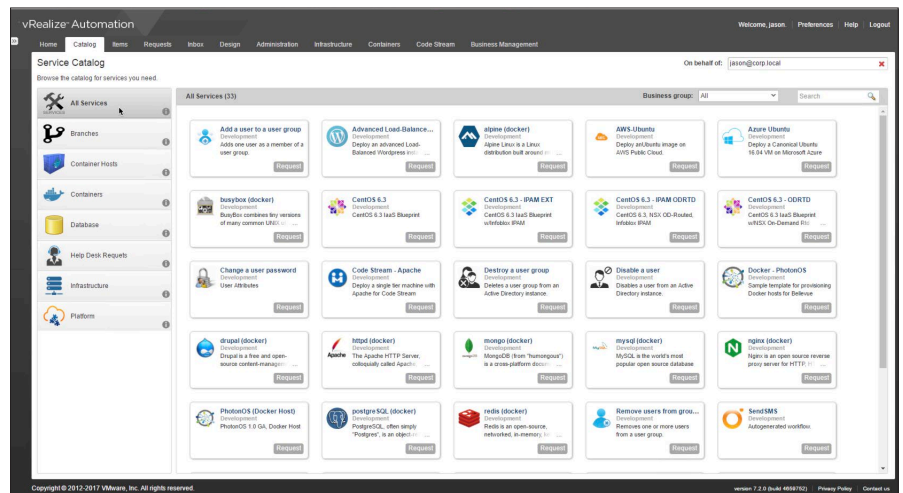 vRealize™ Automation
Welcome, jason. Preferences Help Logout
Home Catalog Items Requests Inbox Design Administration Infrastructure Containers Code Stream Business Management
Service Catalog
On behalf of: jason@corp.local
Browse the catalog for services you need.
All Services
Branches
Container Hosts
Containers
Database
Help Desk Requets
Infrastructure
Platform
All Services (33)
Business group: All
Search
Add a user to a user group
Development
Adds one user as a member of a
user group.
Request
Advanced Load-Balance...
Development
Deploy an advanced Load-
Balanced Wordpress ...
Request
alpine (docker)
Development
Alpine Linux is a Linux
distribution built around ...
Request
AWS-Ubuntu
Development
Deploy anUbuntu image on
AWS Public Cloud.
Request
Azure Ubuntu
Development
Deploy a Canonical Ubuntu
16.04 VM on Microsoft Azure
Request
busybox (docker)
Development
BusyBox combines tiny versions
of many common UNIX ...
Request
CentOS 6.3
Development
CentOS 6.3 IaaS Blueprint
Request
CentOS 6.3 - IPAM EXT
Development
CentOS 6.3 IaaS Blueprint
w/Infoblox IPAM
Request
CentOS 6.3 - IPAM ODRTD
Development
CentOS 6.3, NSX OD-Routed,
Infoblox IPAM
Request
CentOS 6.3 - ODRTD
Development
CentOS 6.3 IaaS Blueprint
w/NSX On-Demand ...
Request
Change a user password
Development
User Attributes
Request
Code Stream - Apache
Development
Deploy a single tier machine with
Apache for Code Stream
Request
Destroy a user group
Development
Deletes a user group from an
Active Directory instance.
Request
Disable a user
Development
Disables a user from an Active
Directory instance.
Request
Docker - PhotonOS
Development
Sample template for provisioning
Docker hosts for Bellevue
Request
drupal (docker)
Development
Drupal is a free and open-
source content-managem ...
Request
Apache
httpd (docker)
Development
The Apache HTTP Server,
colloquially called Apache, ...
Request
mongo (docker)
Development
MongoDB (from "humongous")
is a cross-platform ...
Request
mysql (docker)
Development
MySQL is the world's most
popular open source database
Request
nginx (docker)
Development
Nginx is an open source reverse
proxy server for HTTP, ...
Request
PhotonOS (Docker Host)
Development
PhotonOS 1.0 GA, Docker Host
Request
postgreSQL (docker)
Development
PostgreSQL, often simply
"Postgres", is an ...
Request
redis (docker)
Development
Redis is an open-source,
networked, in-memory, ...
Request
Remove users from grou...
Development
Removes one or more users
from a user group.
Request
SendSMS
Development
Autogenerated workflow.
Request
Copyright © 2012-2017 VMware, Inc. All rights reserved.
version 7.2.0 (build 4659752) Privacy Policy Contact us